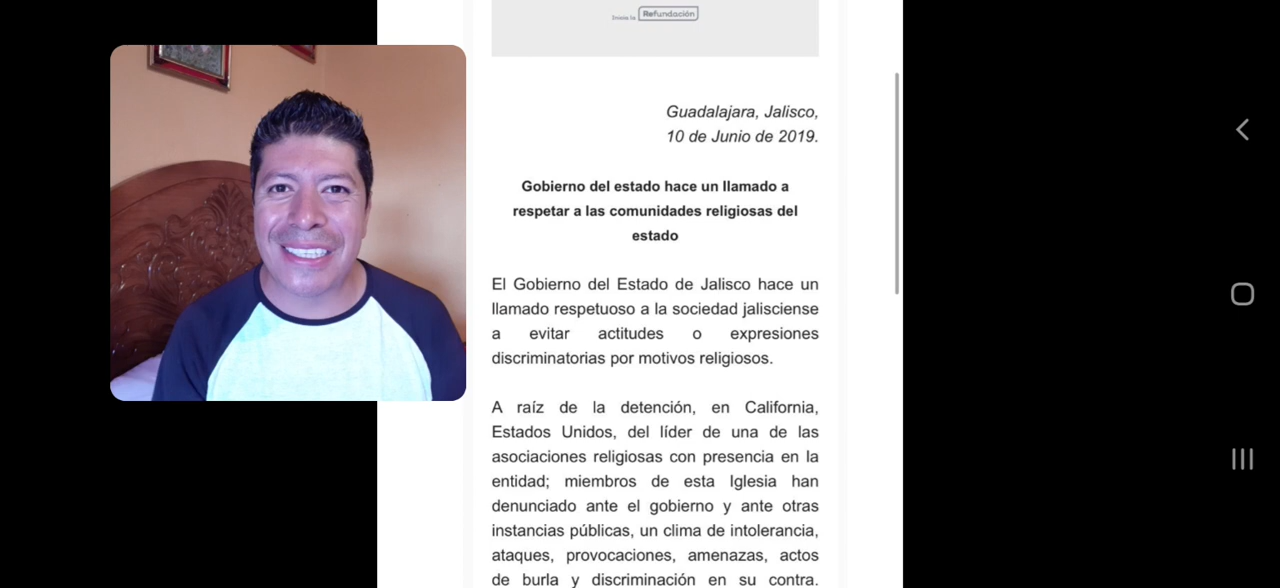 Inicia la Refundación
Guadalajara, Jalisco,
10 de Junio de 2019.
Gobierno del estado hace un llamado a
respetar a las comunidades religiosas del
estado
El Gobierno del Estado de Jalisco hace un
llamado respetuoso a la sociedad jalisciense
a evitar actitudes o expresiones
discriminatorias por motivos religiosos.
A raíz de la detención, en California,
Estados Unidos, del líder de una de las
asociaciones religiosas con presencia en la
entidad; miembros de esta Iglesia han
denunciado ante el gobierno y ante otras
instancias públicas, un clima de intolerancia,
ataques, provocaciones, amenazas, actos
de burla y discriminación en su contra.